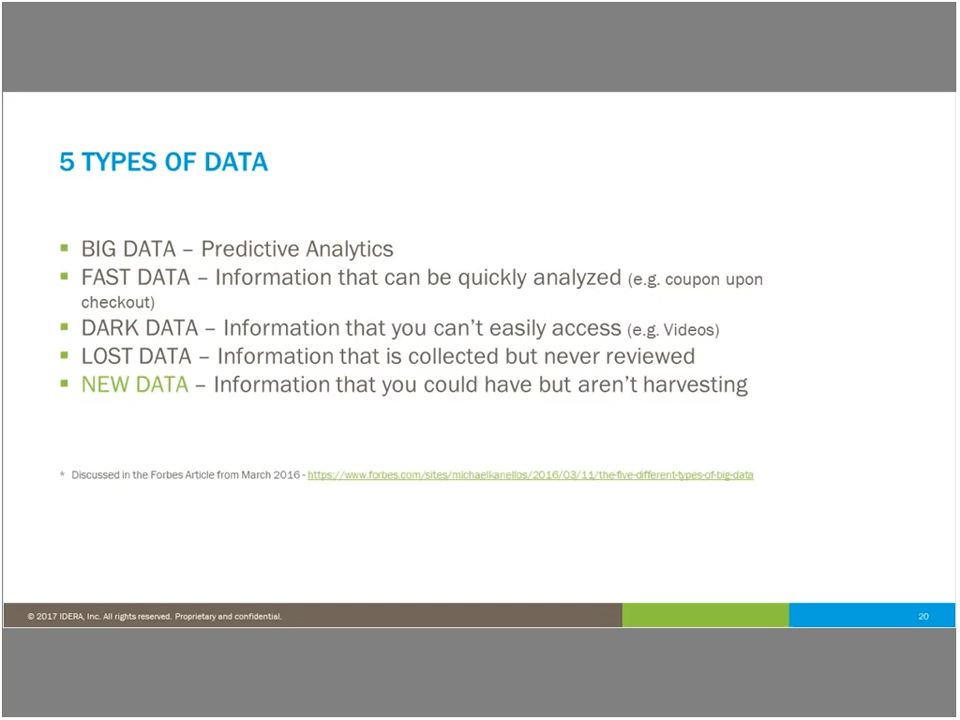 5 TYPES OF DATA
▪ BIG DATA – Predictive Analytics
▪ FAST DATA – Information that can be quickly analyzed (e.g. coupon upon
checkout)
▪ DARK DATA – Information that you can't easily access (e.g. Videos)
▪ LOST DATA – Information that is collected but never reviewed
▪ NEW DATA – Information that you could have but aren't harvesting
* Discussed in the Forbes Article from March 2016 - https://www.forbes.com/sites/michaelkanellos/2016/03/11/the-five-different-types-of-big-data
© 2017 IDERA, Inc. All rights reserved. Proprietary and confidential.
20